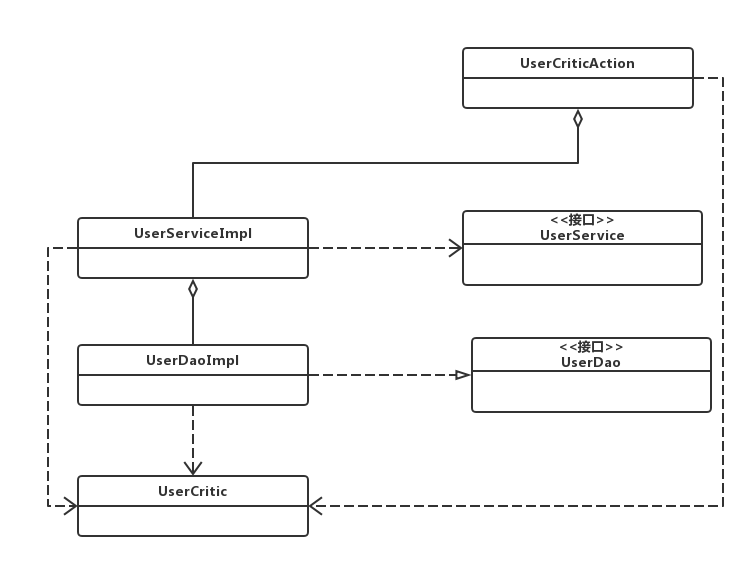 UserCriticAction
UserServiceImpl
<<接口>>
UserService
UserDaoImpl
<<接口>>
UserDao
UserCritic